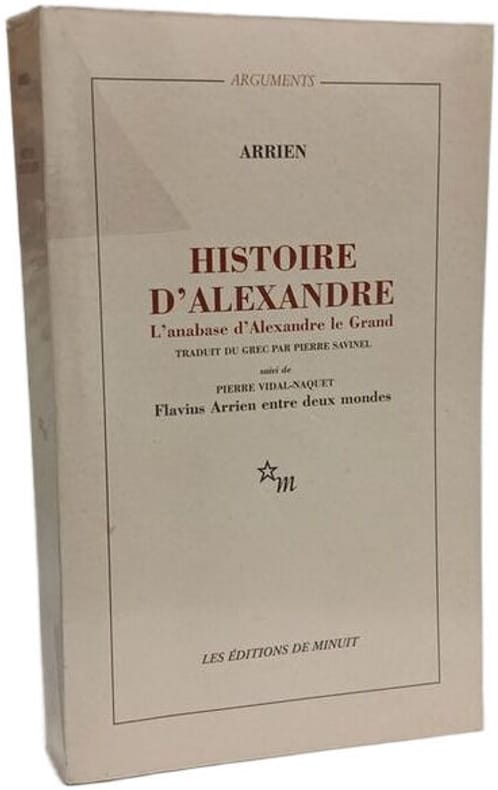 ARGUMENTS
ARRIEN
HISTOIRE
D'ALEXANDRE
L'anabase d'Alexandre le Grand
TRADUIT DU GREC PAR PIERRE SAVINEL
suivi de
PIERRE VIDAL-NAQUET
Flavius Arrien entre deux mondes
m
LES ÉDITIONS DE MINUIT